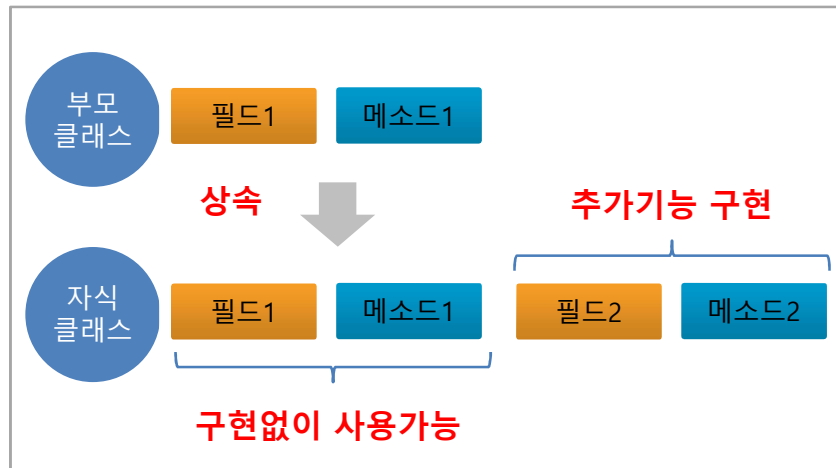 부모
클래스
필드1
메소드1
상속
추가기능 구현
자식
클래스
필드1
메소드1
필드2
메소드2
구현없이 사용가능